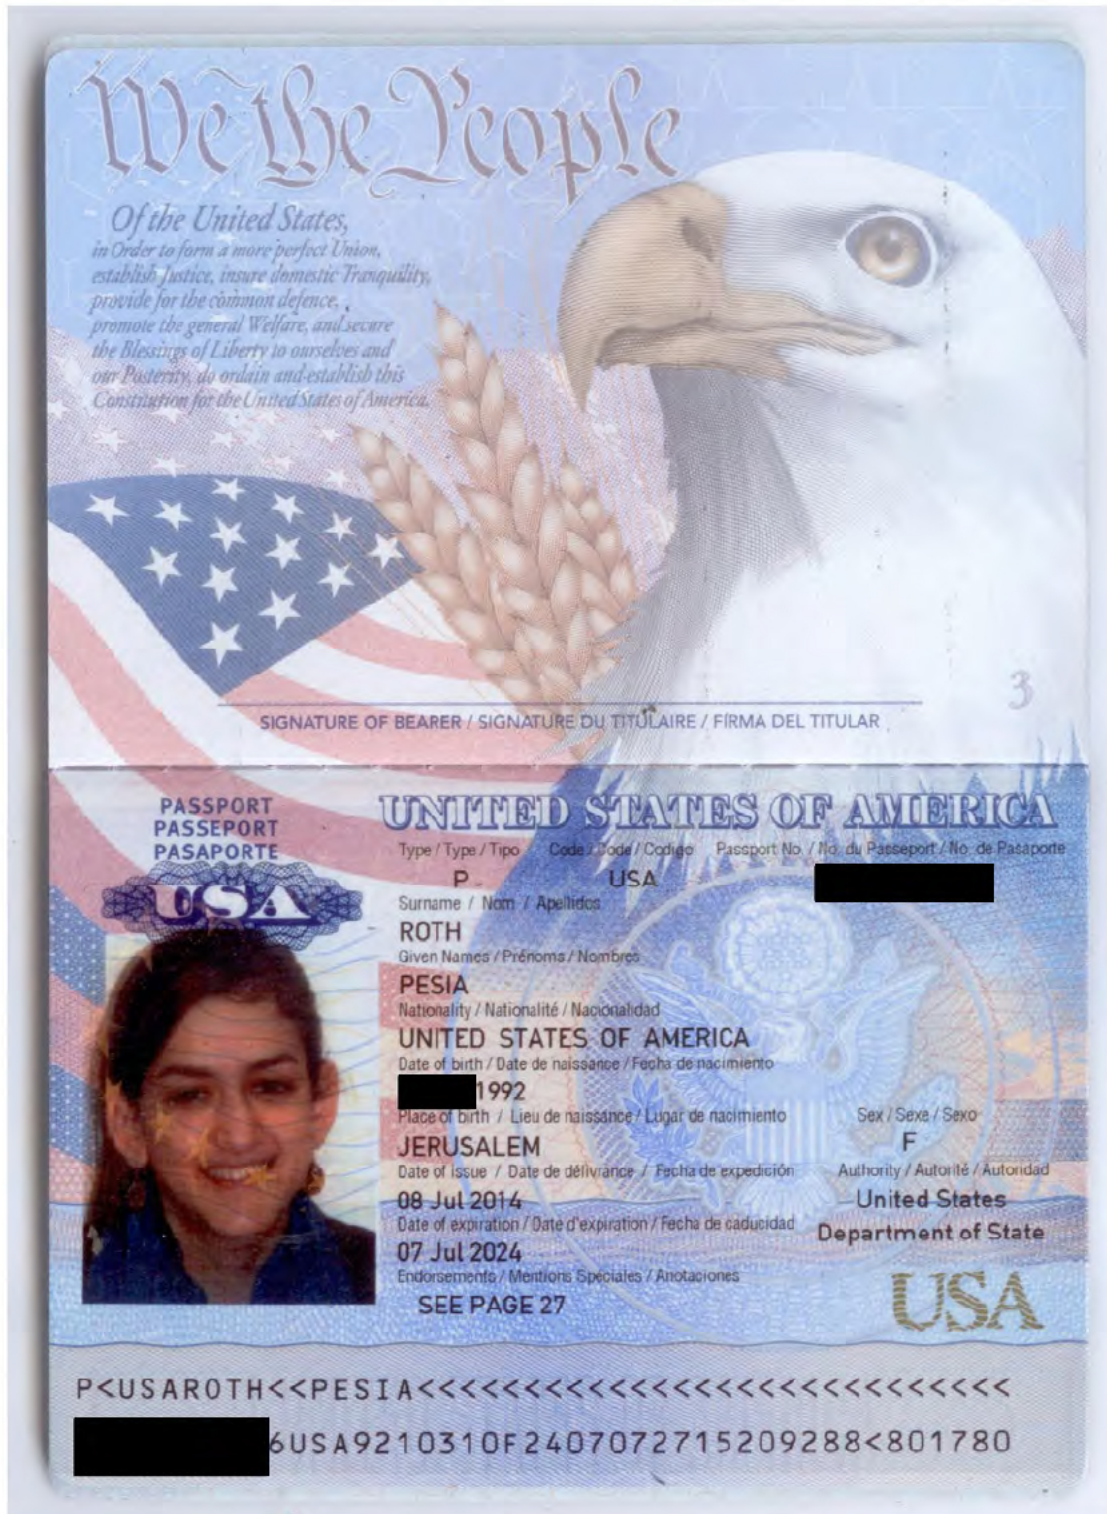 We the People
Of the United States,
in Order to form a more perfect Union,
establish Justice, insure domestic Tranquility,
provide for the common defence,
promote the general Welfare, and secure
the Blessings of Liberty to ourselves and
our Posterity, do ordain and establish this
Constitution for the United States of America.
3
SIGNATURE OF BEARER / SIGNATURE DU TITULAIRE / FIRMA DEL TITULAR
PASSPORT
PASSEPORT
PASAPORTE
USA
UNITED STATES OF AMERICA
Type / Type / Tipo Code / Code / Codigo Passport No. / No. du Passeport / No. de Pasaporte
P USA
Surname / Nom / Apellidos
ROTH
Given Names / Prénoms / Nombres
PESIA
Nationality / Nationalité / Nacionalidad
UNITED STATES OF AMERICA
Date of birth / Date de naissance / Fecha de nacimiento
1992
Place of birth / Lieu de naissance / Lugar de nacimiento Sex / Sexe / Sexo
JERUSALEM F
Date of issue / Date de délivrance / Fecha de expedición Authority / Autorité / Autoridad
08 Jul 2014 United States
Date of expiration / Date d'expiration / Fecha de caducidad Department of State
07 Jul 2024
Endorsements / Mentions Spéciales / Anotaciones
SEE PAGE 27
USA
P<USAROTH<<PESIA<<<<<<<<<<<<<<<<<<<<<<<<<<<<
6USA9210310F2407072715209288<801780